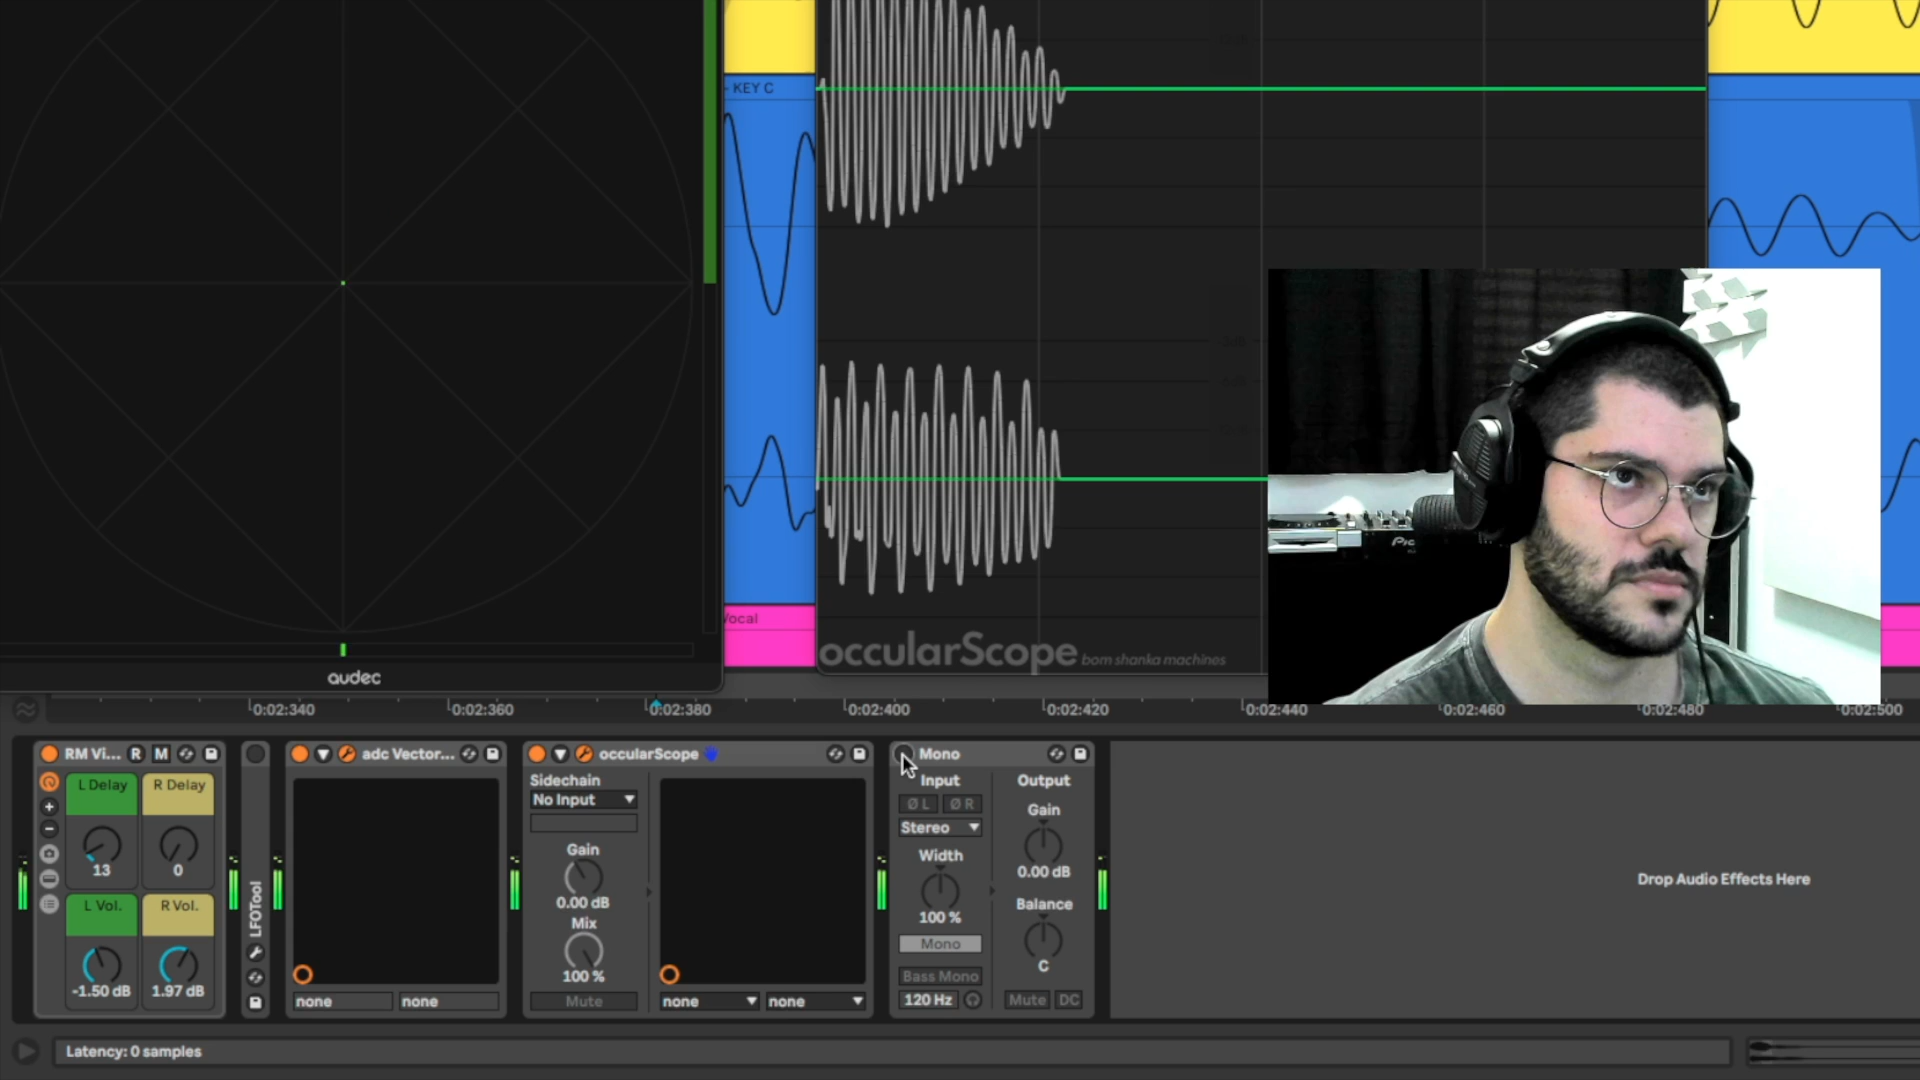 - KEY C
Vocal
occularScope bom shanka machines
audec
0:02:340
0:02:360
0:02:380
0:02:400
0:02:420
0:02:440
0:02:460
0:02:480
0:02:500
RM Vi...
R
M
L Delay
R Delay
13
0
L Vol.
R Vol.
-1.50 dB
1.97 dB
LFOTool
adc Vector...
none
none
occularScope
Sidechain
No Input
Gain
0.00 dB
Mix
100 %
Mute
none
none
Mono
Input
Ø L
Ø R
Stereo
Width
100 %
Mono
Bass Mono
120 Hz
Output
Gain
0.00 dB
Balance
C
Mute
DC
Drop Audio Effects Here
Latency: 0 samples